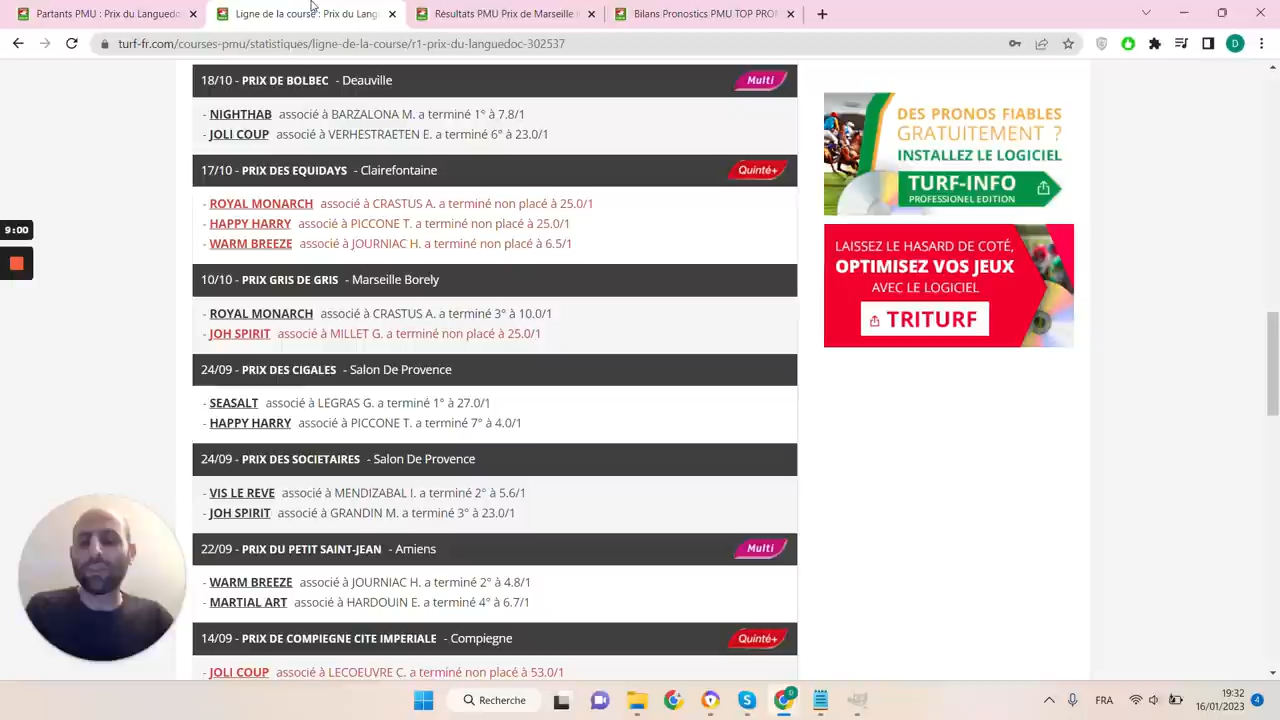 Partants PMU Prix du Languedo
Ligne de la course : Prix du Lang
Résultats PMU Prix de Marseille
Bilans Pronostics PMU TOP PRO
turf-fr.com/courses-pmu/statistiques/ligne-de-la-course/r1-prix-du-languedoc-302537
D
18/10 - PRIX DE BOLBEC - Deauville
Multi
- NIGHTHAB associé à BARZALONA M. a terminé 1° à 7.8/1
- JOLI COUP associé à VERHESTRAETEN E. a terminé 6° à 23.0/1
17/10 - PRIX DES EQUIDAYS - Clairefontaine
Quinté+
- ROYAL MONARCH associé à CRASTUS A. a terminé non placé à 25.0/1
- HAPPY HARRY associé à PICCONE T. a terminé non placé à 25.0/1
- WARM BREEZE associé à JOURNIAC H. a terminé non placé à 6.5/1
10/10 - PRIX GRIS DE GRIS - Marseille Borely
- ROYAL MONARCH associé à CRASTUS A. a terminé 3° à 10.0/1
- JOH SPIRIT associé à MILLET G. a terminé non placé à 25.0/1
24/09 - PRIX DES CIGALES - Salon De Provence
- SEASALT associé à LEGRAS G. a terminé 1° à 27.0/1
- HAPPY HARRY associé à PICCONE T. a terminé 7° à 4.0/1
24/09 - PRIX DES SOCIETAIRES - Salon De Provence
- VIS LE REVE associé à MENDIZABAL I. a terminé 2° à 5.6/1
- JOH SPIRIT associé à GRANDIN M. a terminé 3° à 23.0/1
22/09 - PRIX DU PETIT SAINT-JEAN - Amiens
Multi
- WARM BREEZE associé à JOURNIAC H. a terminé 2° à 4.8/1
- MARTIAL ART associé à HARDOUIN E. a terminé 4° à 6.7/1
14/09 - PRIX DE COMPIEGNE CITE IMPERIALE - Compiegne
Quinté+
- JOLI COUP associé à LECOEUVRE C. a terminé non placé à 53.0/1
DES PRONOS FIABLES
GRATUITEMENT ?
INSTALLEZ LE LOGICIEL
TURF-INFO
PROFESSIONEL EDITION
LAISSEZ LE HASARD DE COTÉ,
OPTIMISEZ VOS JEUX
AVEC LE LOGICIEL
TRITURF
9:00
Recherche
FRA
19:32
16/01/2023
4